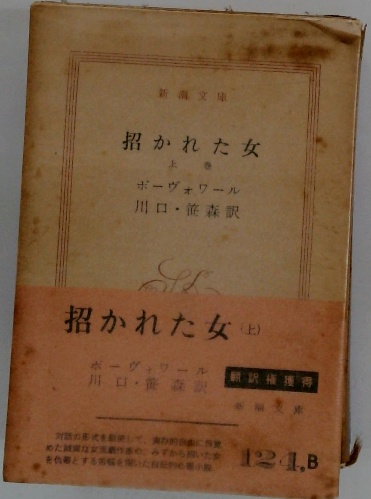 新潮文庫
招かれた女
上巻
ボーヴォワール
川口・笹森訳
招かれた女 (上)
ボーヴォワール
川口・笹森訳
翻訳権獲得
新潮文庫
124.B